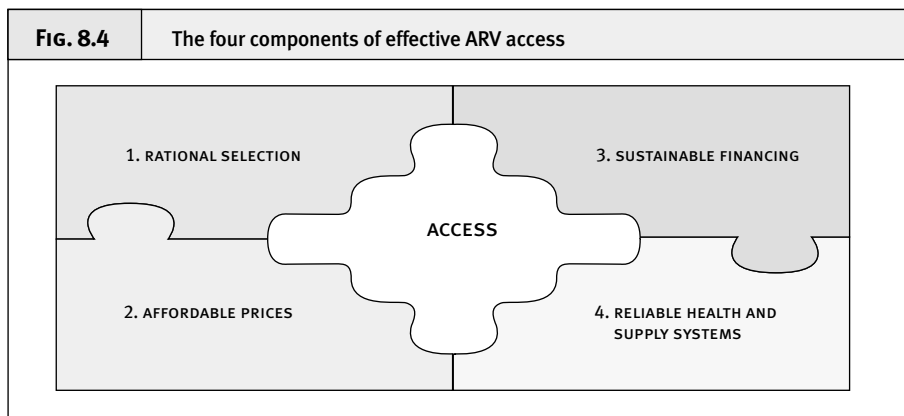 FIG. 8.4
The four components of effective ARV access
1. RATIONAL SELECTION
3. SUSTAINABLE FINANCING
ACCESS
2. AFFORDABLE PRICES
4. RELIABLE HEALTH AND
SUPPLY SYSTEMS